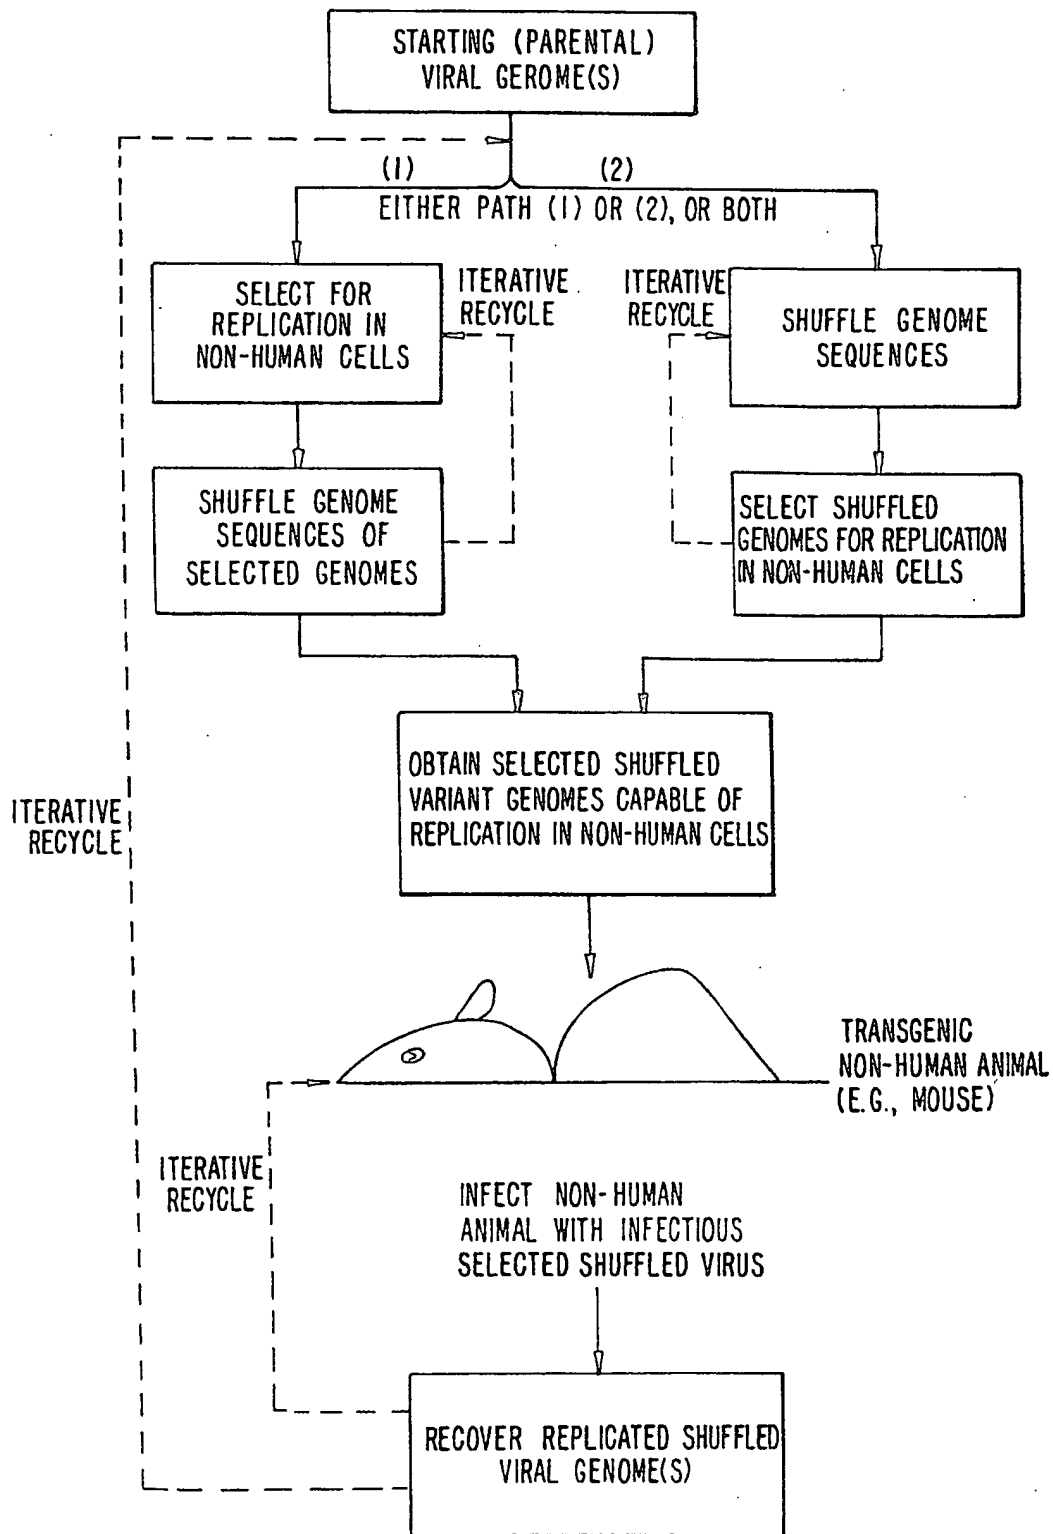 STARTING (PARENTAL)
VIRAL GEROME(S)
(1)
(2)
EITHER PATH (1) OR (2), OR BOTH
SELECT FOR
REPLICATION IN
NON-HUMAN CELLS
ITERATIVE
RECYCLE
ITERATIVE
RECYCLE
SHUFFLE GENOME
SEQUENCES
SHUFFLE GENOME
SEQUENCES OF
SELECTED GENOMES
SELECT SHUFFLED
GENOMES FOR REPLICATION
IN NON-HUMAN CELLS
OBTAIN SELECTED SHUFFLED
VARIANT GENOMES CAPABLE OF
REPLICATION IN NON-HUMAN CELLS
ITERATIVE
RECYCLE
TRANSGENIC
NON-HUMAN ANIMAL
(E.G., MOUSE)
ITERATIVE
RECYCLE
INFECT NON-HUMAN
ANIMAL WITH INFECTIOUS
SELECTED SHUFFLED VIRUS
RECOVER REPLICATED SHUFFLED
VIRAL GENOME(S)